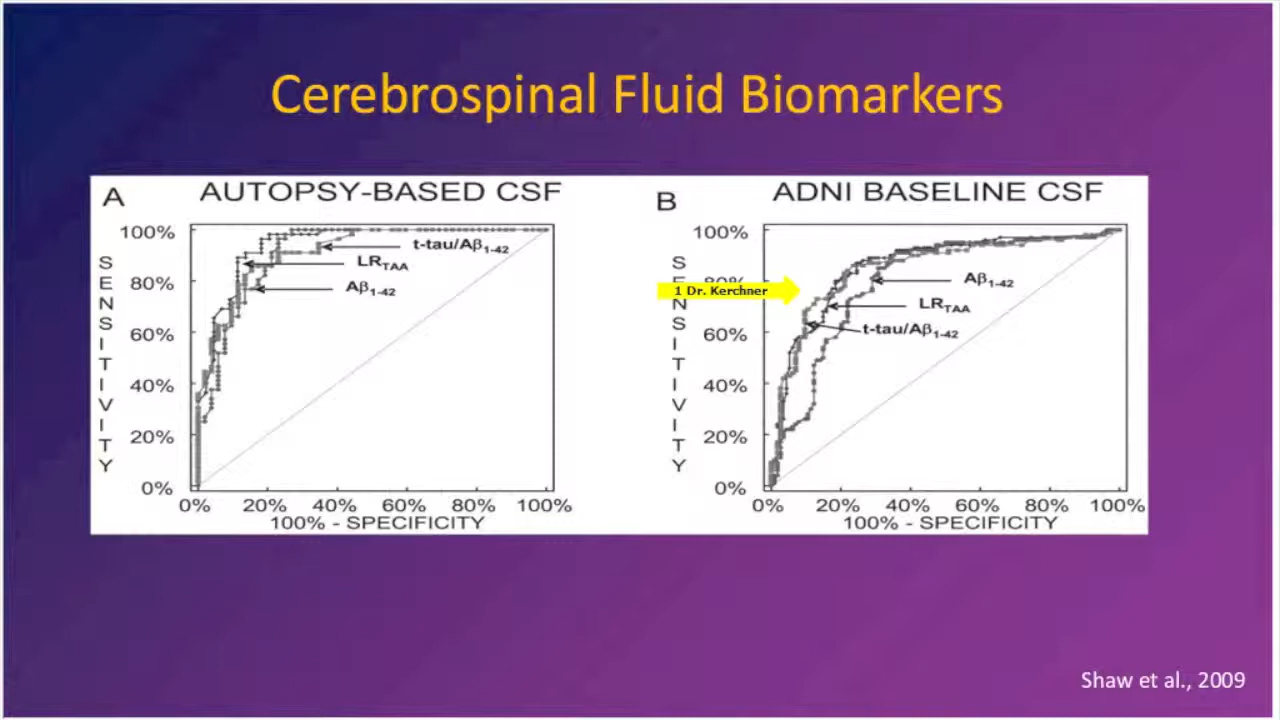 Cerebrospinal Fluid Biomarkers
A
AUTOPSY-BASED CSF
SENSITIVITY
100%
80%
60%
40%
20%
0%
t-tau/Aβ1-42
LRTAA
Aβ1-42
0% 20% 40% 60% 80% 100%
100% - SPECIFICITY
B
ADNI BASELINE CSF
SENSITIVITY
100%
80%
60%
40%
20%
0%
1 Dr. Kerchner
Aβ1-42
LRTAA
t-tau/Aβ1-42
0% 20% 40% 60% 80% 100%
100% - SPECIFICITY
Shaw et al., 2009